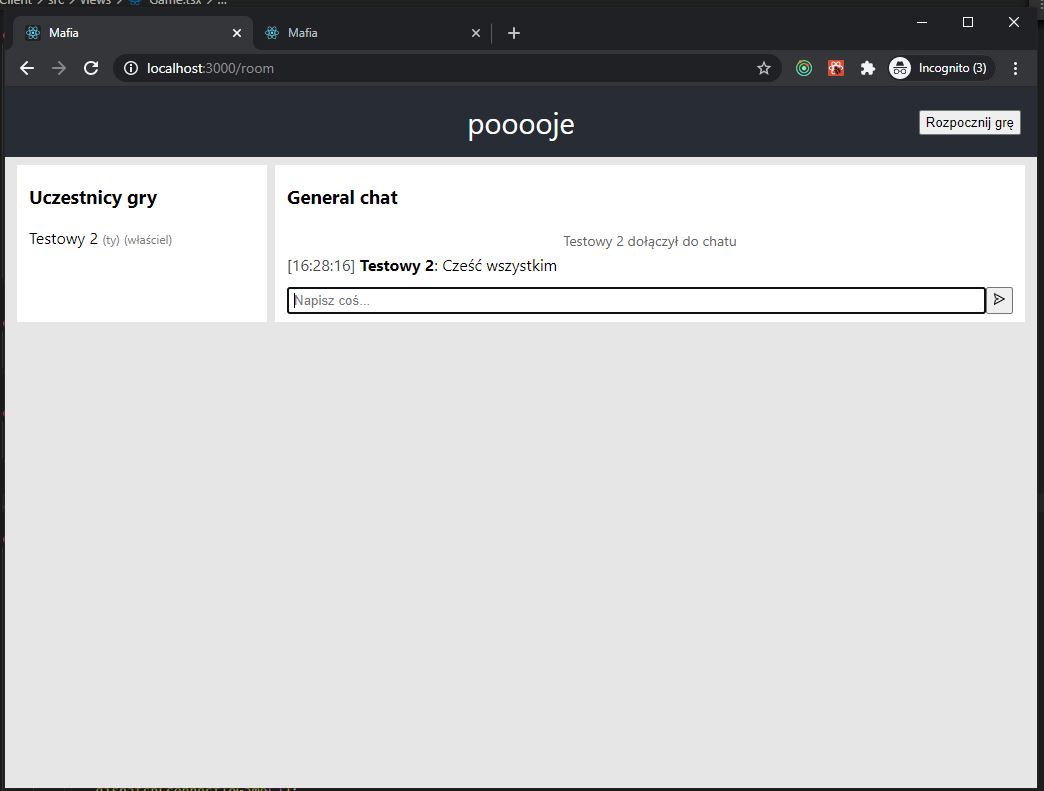 Client > src > Views > Game.tsx > ...
Mafia
Mafia
localhost:3000/room
Incognito (3)
pooooje
Rozpocznij grę
Uczestnicy gry
Testowy 2 (ty) (właściel)
General chat
Testowy 2 dołączył do chatu
[16:28:16] Testowy 2: Cześć wszystkim
Napisz coś...